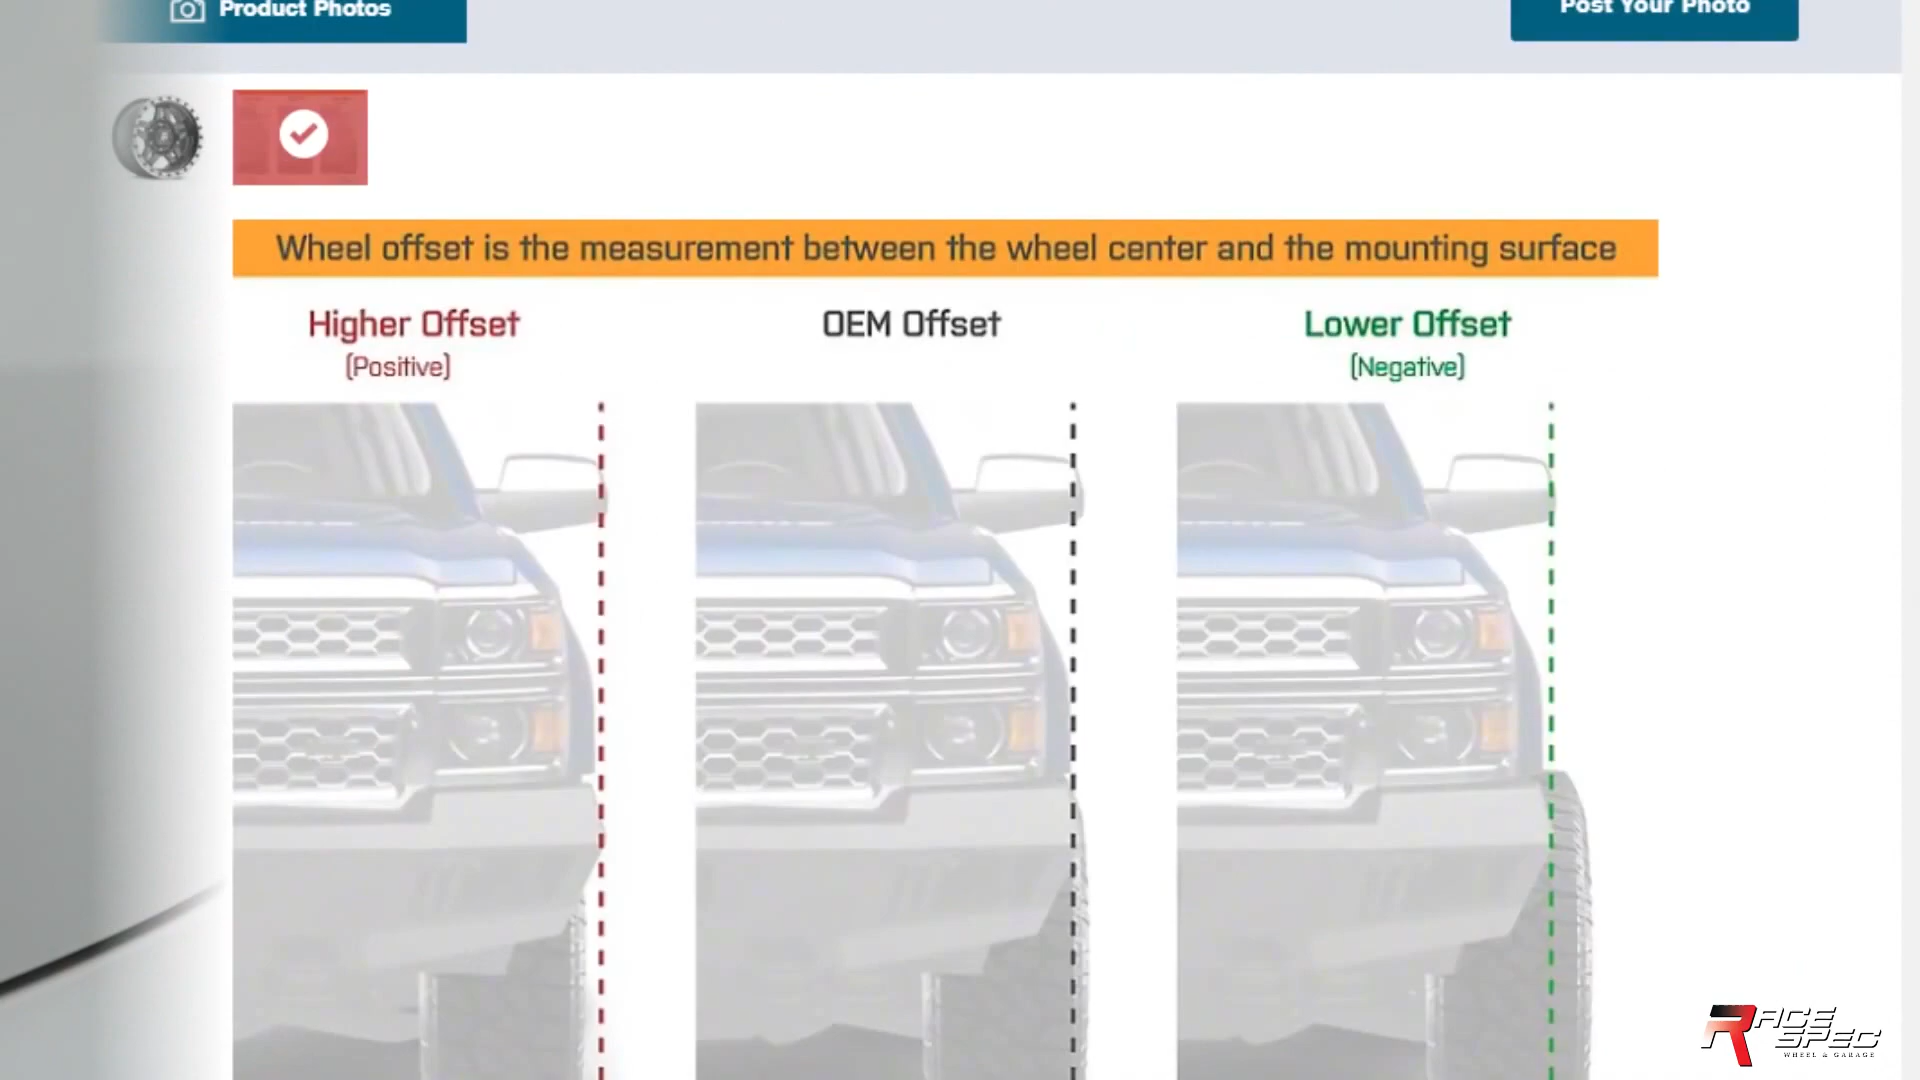 Product Photos
Post Your Photo
Wheel offset is the measurement between the wheel center and the mounting surface
Higher Offset
(Positive)
OEM Offset
Lower Offset
(Negative)
RACE
SPEC
WHEEL & GARAGE